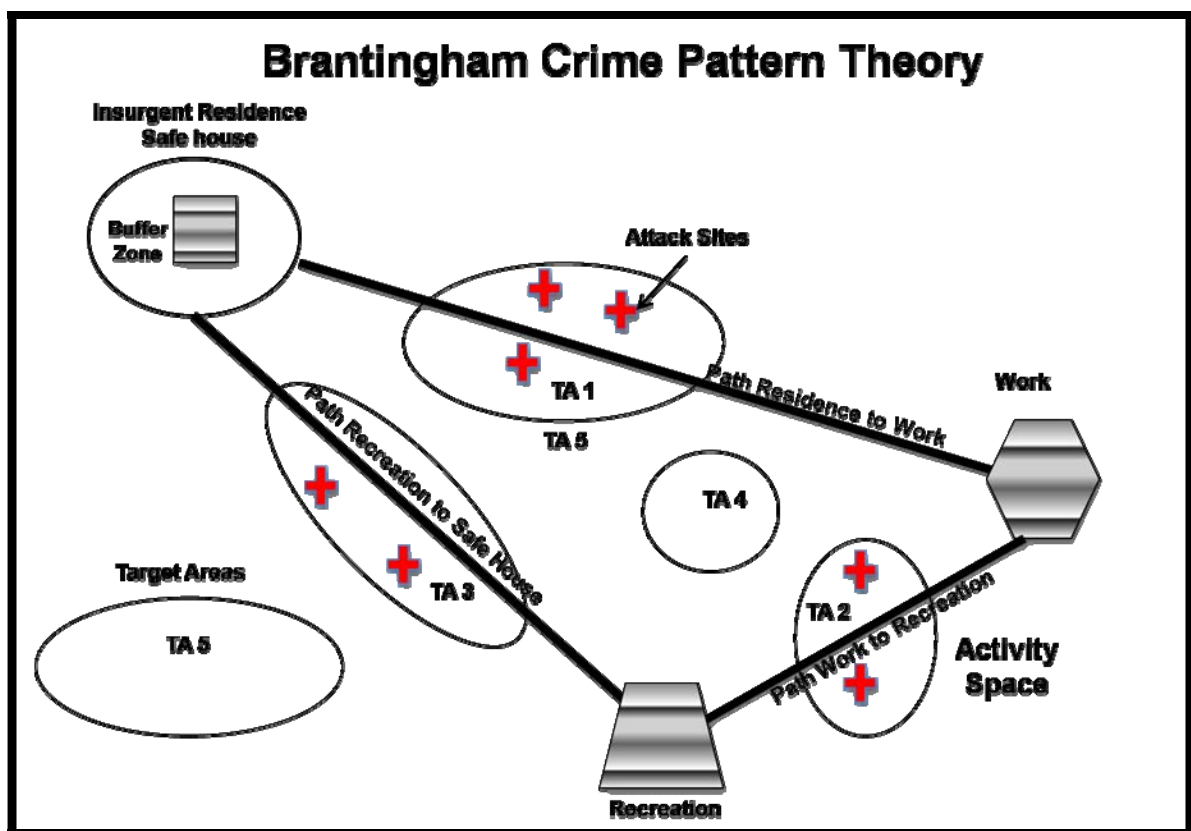 Brantingham Crime Pattern Theory
Insurgent Residence
Safe house
Buffer
Zone
Attack Sites
TA 1
TA 5
Path Residence to Work
Work
Path Recreation to Safe House
TA 4
TA 3
TA 2
Path Work to Recreation
Activity
Space
Target Areas
TA 5
Recreation